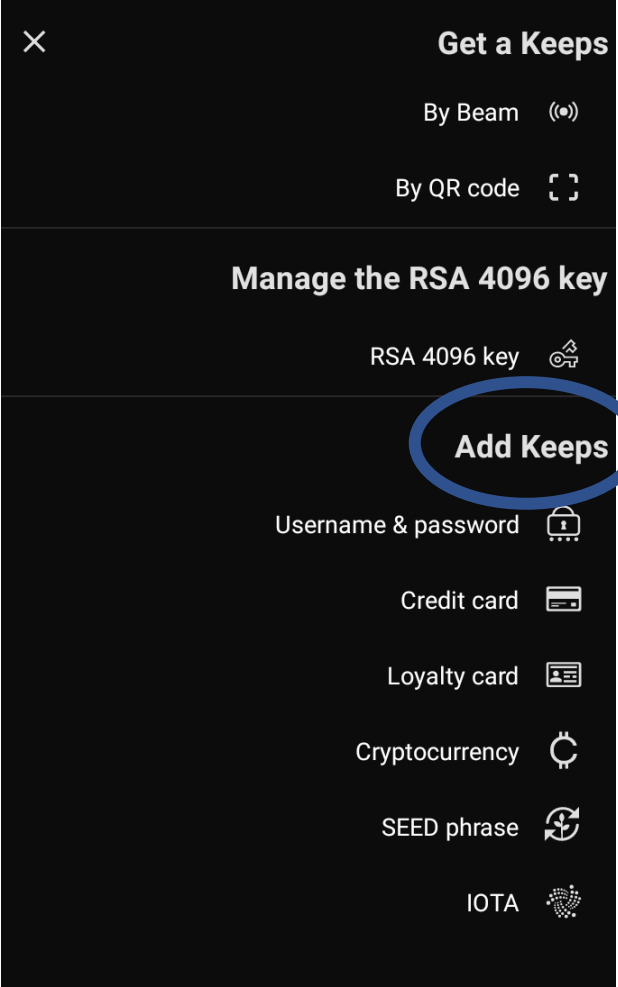 Get a Keeps
By Beam
By QR code
Manage the RSA 4096 key
RSA 4096 key
Add Keeps
Username & password
Credit card
Loyalty card
Cryptocurrency
SEED phrase
IOTA